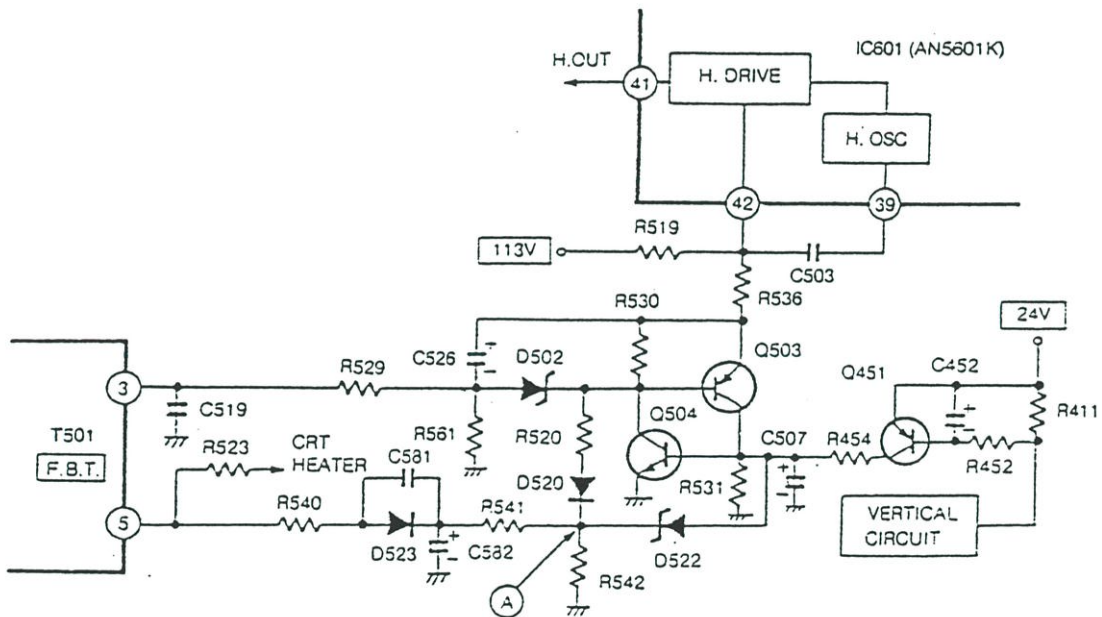 IC601 (AN5601K)
H.OUT
41
H. DRIVE
H. OSC
42
39
R519
113V
C503
R536
R530
24V
Q503
C526
D502
Q451
C452
R529
3
C519
R561
R520
Q504
C507
R454
R452
R411
T501
F.B.T.
R523
CRT
HEATER
C581
D520
R531
5
R540
R541
D523
C582
D522
R542
A
VERTICAL
CIRCUIT